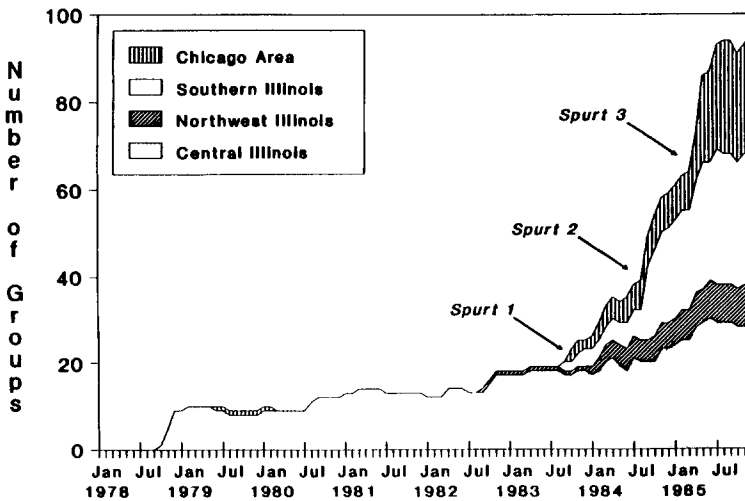 Number of Groups
100
80
60
40
20
0
Chicago Area
Southern Illinois
Northwest Illinois
Central Illinois
Spurt 3
Spurt 2
Spurt 1
Jan Jul Jan Jul Jan Jul Jan Jul Jan Jul Jan Jul Jan Jul Jan Jul
1978 1979 1980 1981 1982 1983 1984 1985